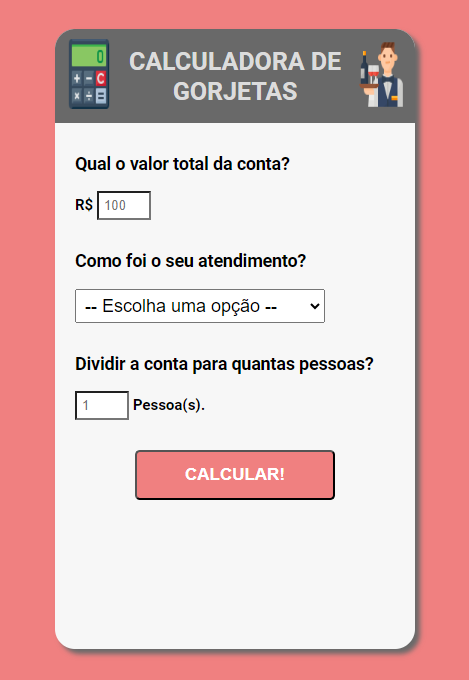 CALCULADORA DE
GORJETAS
Qual o valor total da conta?
R$ 100
Como foi o seu atendimento?
-- Escolha uma opção --
Dividir a conta para quantas pessoas?
1 Pessoa(s).
CALCULAR!